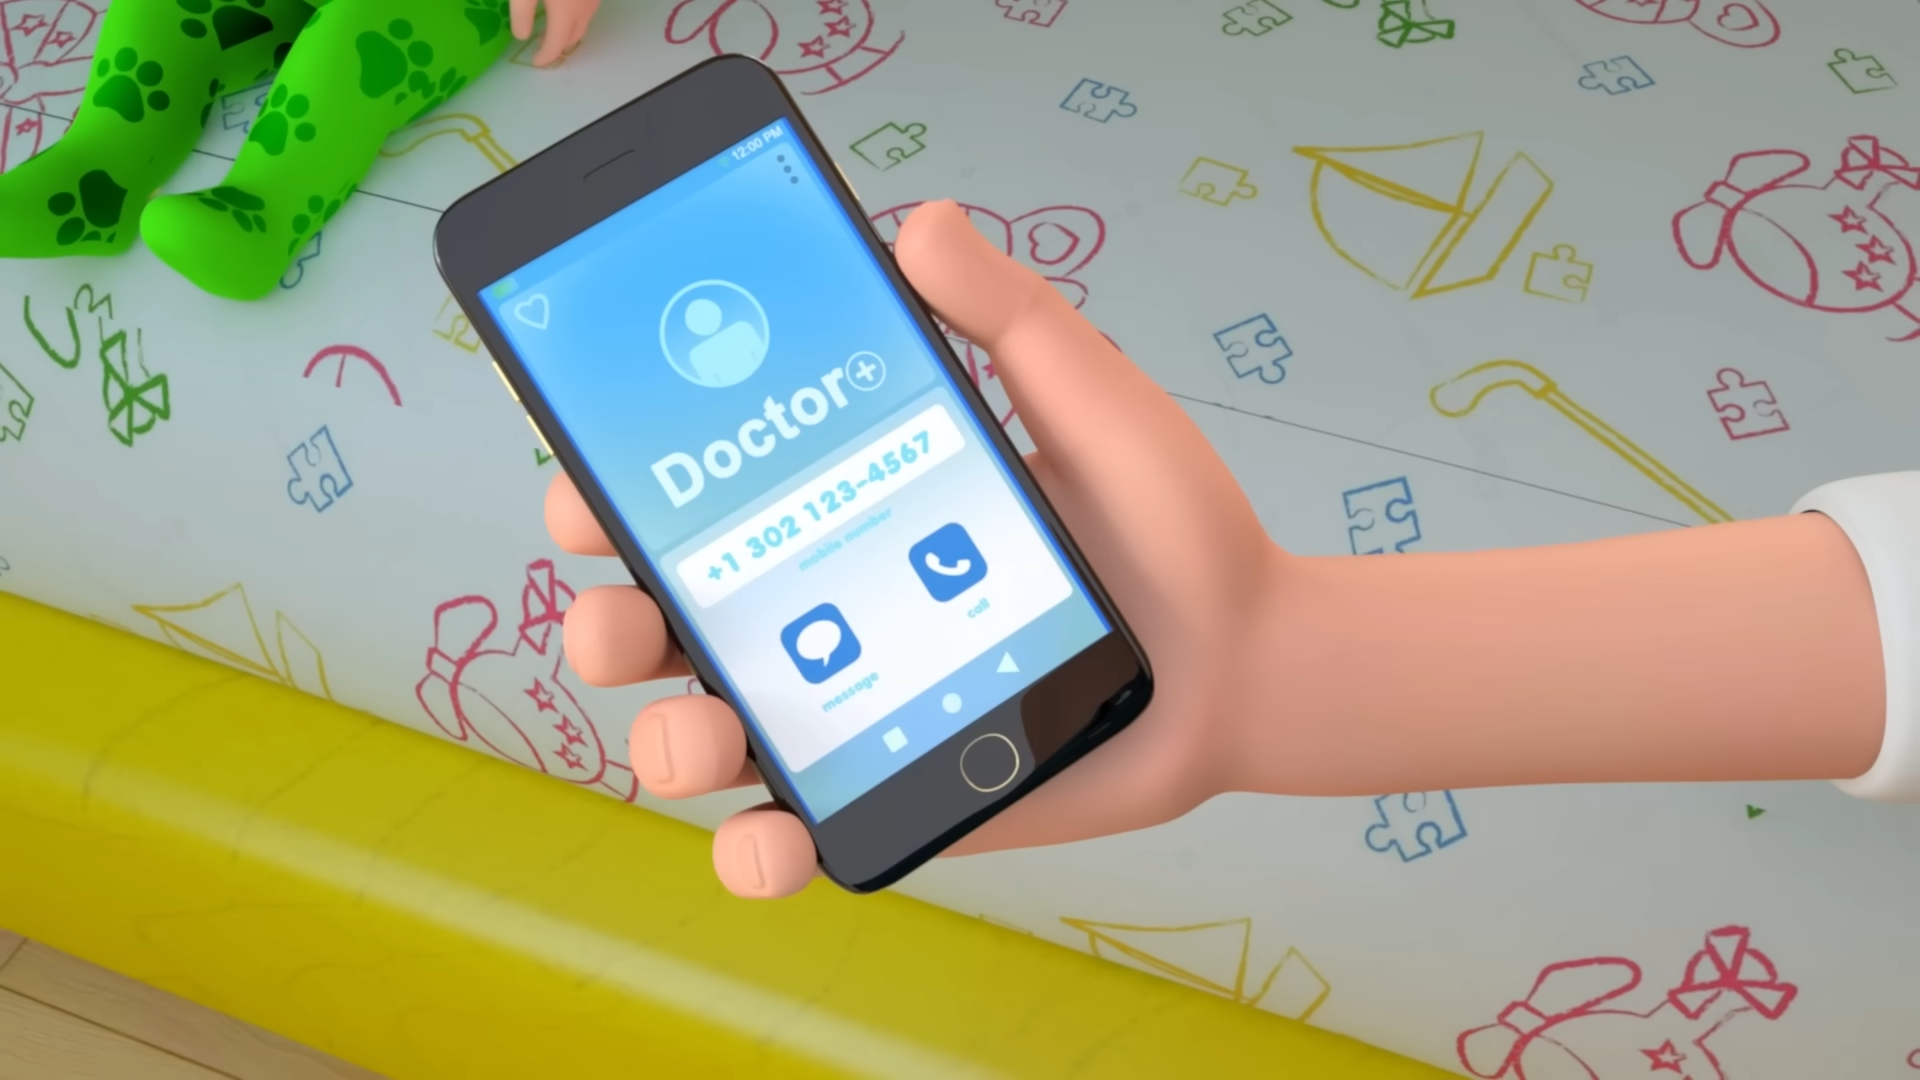 12:00 PM
Doctor
+1 302 123-4567
mobile number
message
call